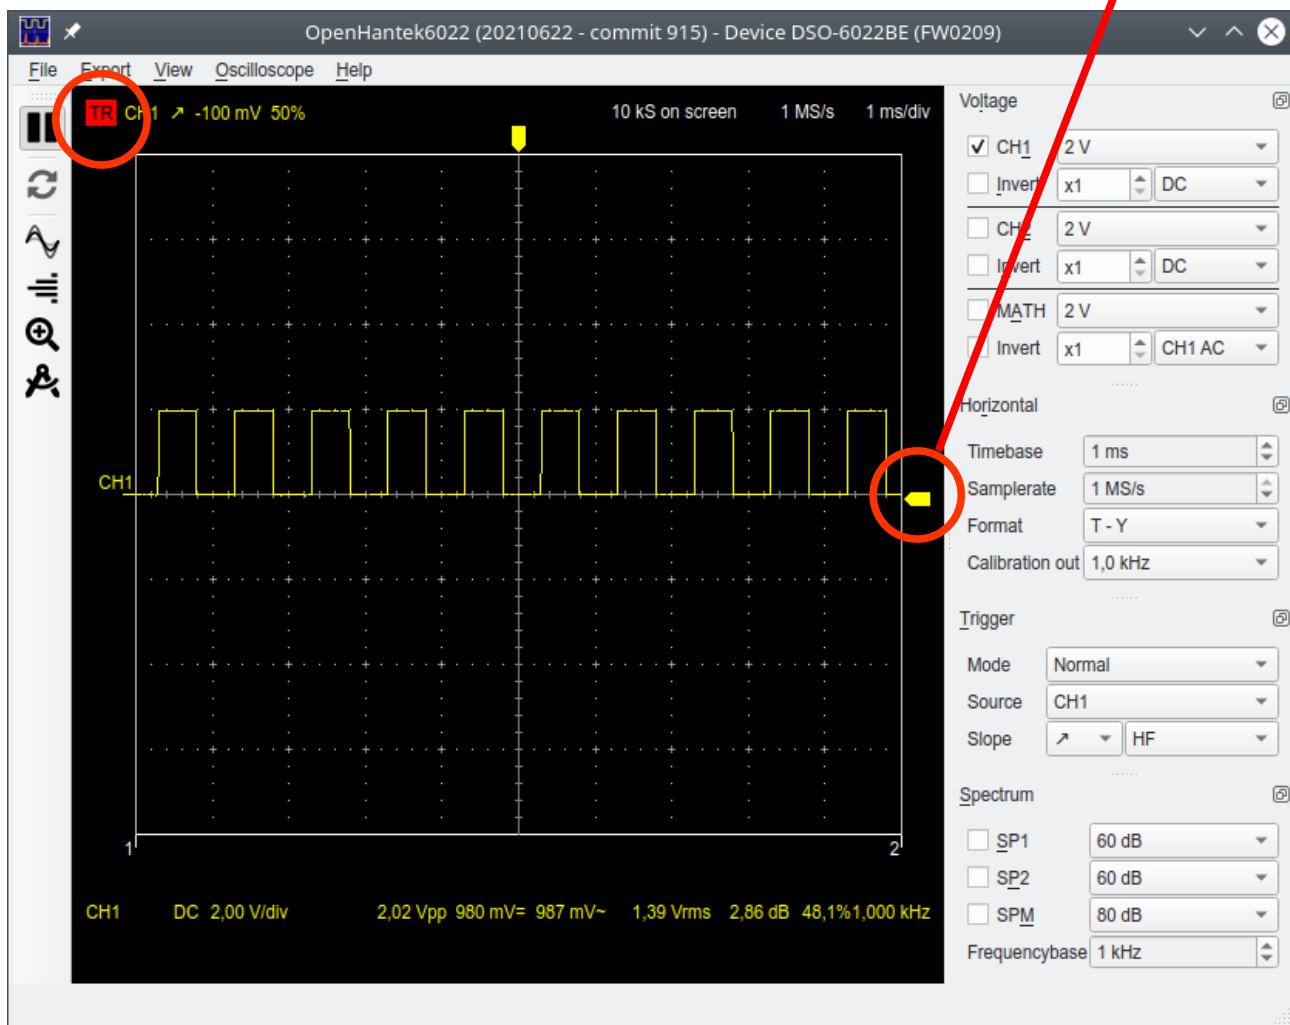 OpenHantek6022 (20210622 - commit 915) - Device DSO-6022BE (FW0209)
File Export View Oscilloscope Help
TR CH1 ↗ -100 mV 50% 10 kS on screen 1 MS/s 1 ms/div
CH1
1 2
CH1 DC 2,00 V/div 2,02 Vpp 980 mV= 987 mV~ 1,39 Vrms 2,86 dB 48,1% 1,000 kHz
Voltage
CH1 2 V
Invert x1 DC
CH2 2 V
Invert x1 DC
MATH 2 V
Invert x1 CH1 AC
Horizontal
Timebase 1 ms
Samplerate 1 MS/s
Format T - Y
Calibration out 1,0 kHz
Trigger
Mode Normal
Source CH1
Slope ↗ HF
Spectrum
SP1 60 dB
SP2 60 dB
SPM 80 dB
Frequencybase 1 kHz